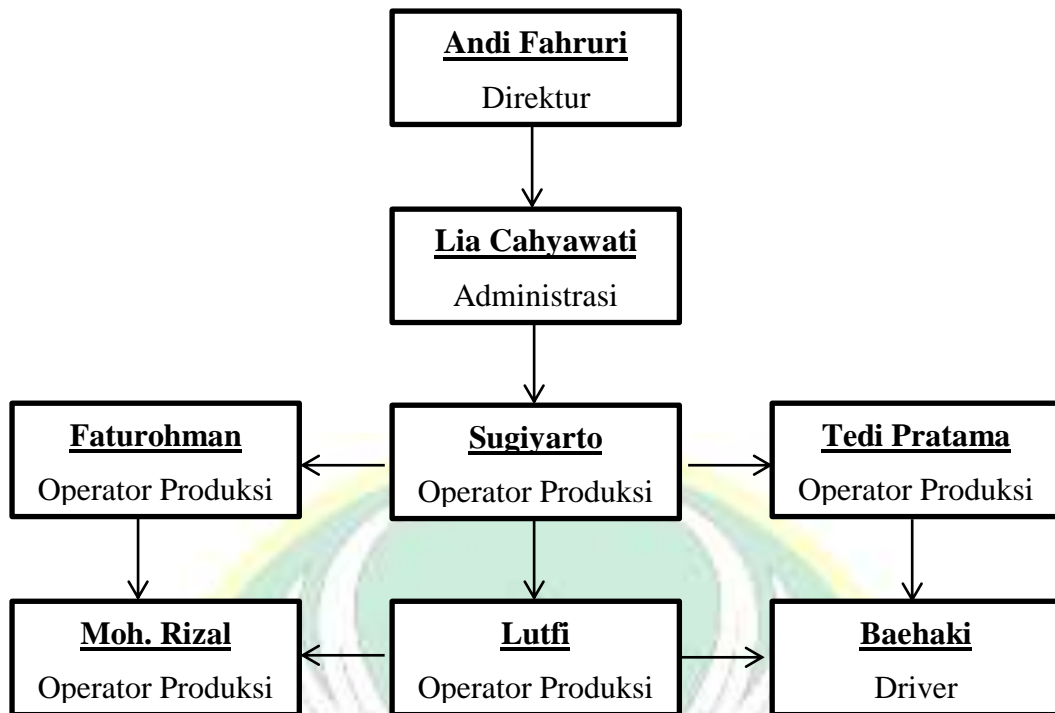 Andi Fahruri
Direktur
Lia Cahyawati
Administrasi
Faturohman
Operator Produksi
Sugiyarto
Operator Produksi
Tedi Pratama
Operator Produksi
Moh. Rizal
Operator Produksi
Lutfi
Operator Produksi
Baehaki
Driver